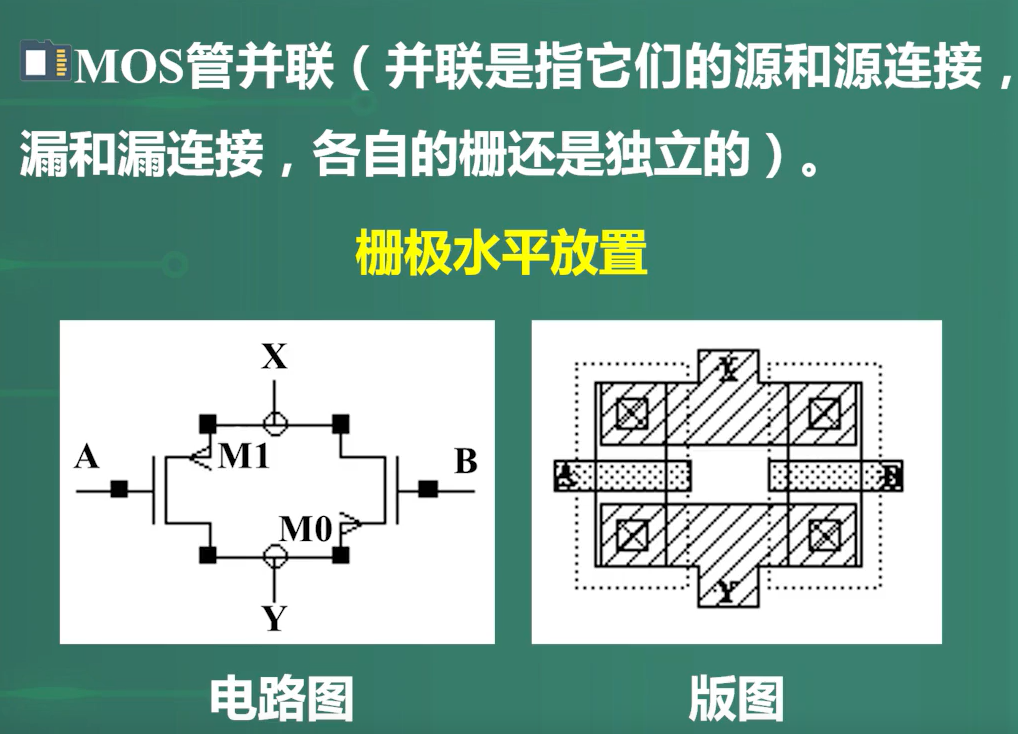 MOS管并联（并联是指它们的源和源连接，
漏和漏连接，各自的栅还是独立的）。
栅极水平放置
X
A
M1
B
M0
Y
X
A
B
Y
电路图
版图